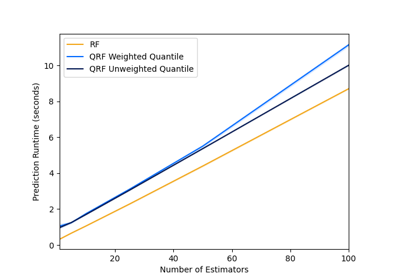 RF
QRF Weighted Quantile
QRF Unweighted Quantile
Prediction Runtime (seconds)
10
8
6
4
2
0
20 40 60 80 100
Number of Estimators